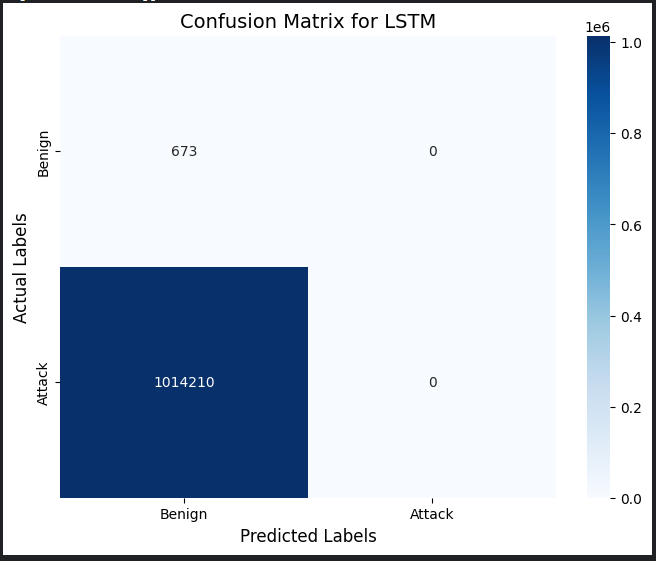 Confusion Matrix for LSTM
1e6
1.0
0.8
0.6
0.4
0.2
0.0
Actual Labels
Benign
Attack
673
0
1014210
0
Benign
Attack
Predicted Labels